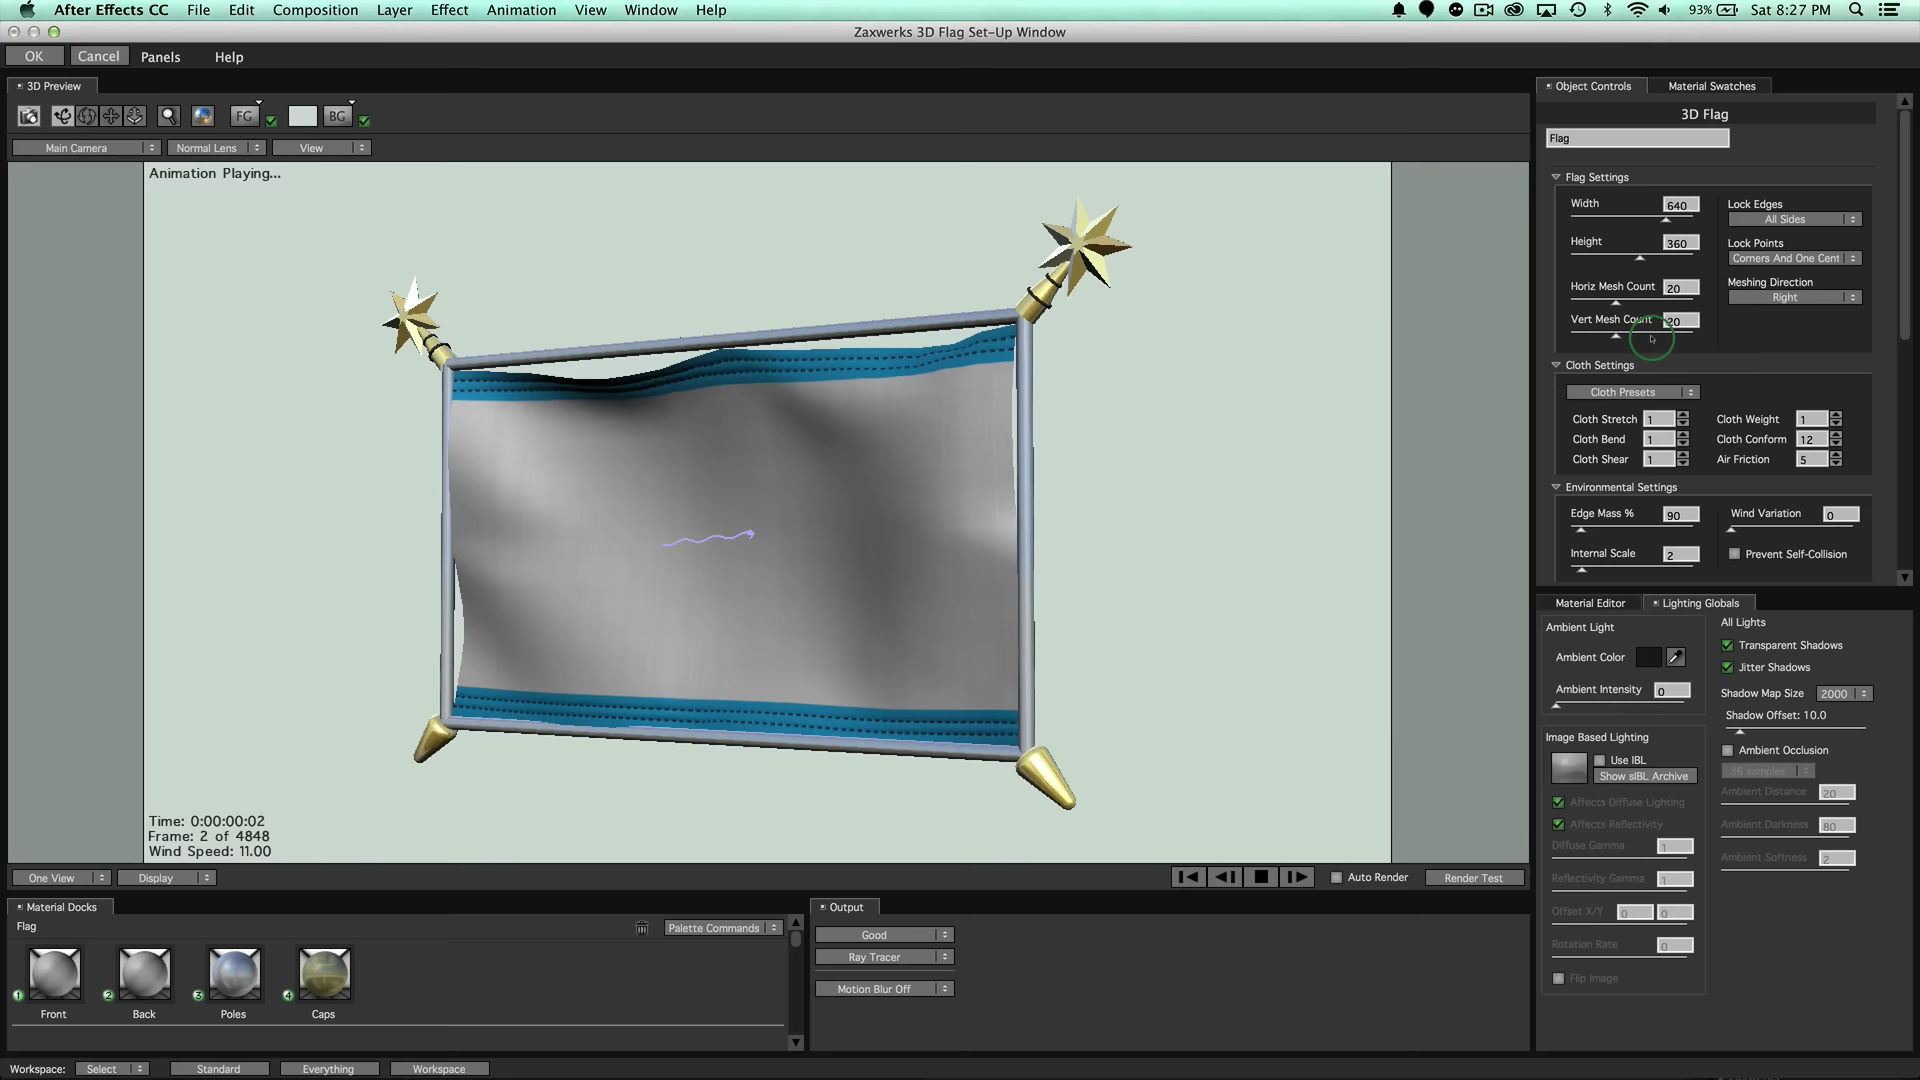 After Effects CC File Edit Composition Layer Effect Animation View Window Help 93% Sat 8:27 PM
Zaxwerks 3D Flag Set-Up Window
OK Cancel Panels Help
3D Preview
FG BG
Main Camera Normal Lens View
Animation Playing...
Time: 0:00:00:02
Frame: 2 of 4848
Wind Speed: 11.00
One View Display Auto Render Render Test
Object Controls Material Swatches
3D Flag
Flag
Flag Settings
Width 640 Lock Edges
All Sides
Height 360 Lock Points
Corners And One Cent
Horiz Mesh Count 20 Meshing Direction
Right
Vert Mesh Count 20
Cloth Settings
Cloth Presets
Cloth Stretch 1 Cloth Weight 1
Cloth Bend 1 Cloth Conform 12
Cloth Shear 1 Air Friction 5
Environmental Settings
Edge Mass % 90 Wind Variation 0
Internal Scale 2 Prevent Self-Collision
Material Editor Lighting Globals
Ambient Light
Ambient Color
Ambient Intensity 0
Image Based Lighting
Use IBL
Show sIBL Archive
Affects Diffuse Lighting
Affects Reflectivity
Diffuse Gamma 1
Reflectivity Gamma 1
Offset X/Y 0 0
Rotation Rate 0
Flip Image
All Lights
Transparent Shadows
Jitter Shadows
Shadow Map Size 2000
Shadow Offset: 10.0
Ambient Occlusion
36 samples
Ambient Distance 20
Ambient Darkness 80
Ambient Softness 2
Material Docks
Flag Palette Commands
1 2 3 4
Front Back Poles Caps
Output
Good
Ray Tracer
Motion Blur Off
Workspace: Select Standard Everything Workspace